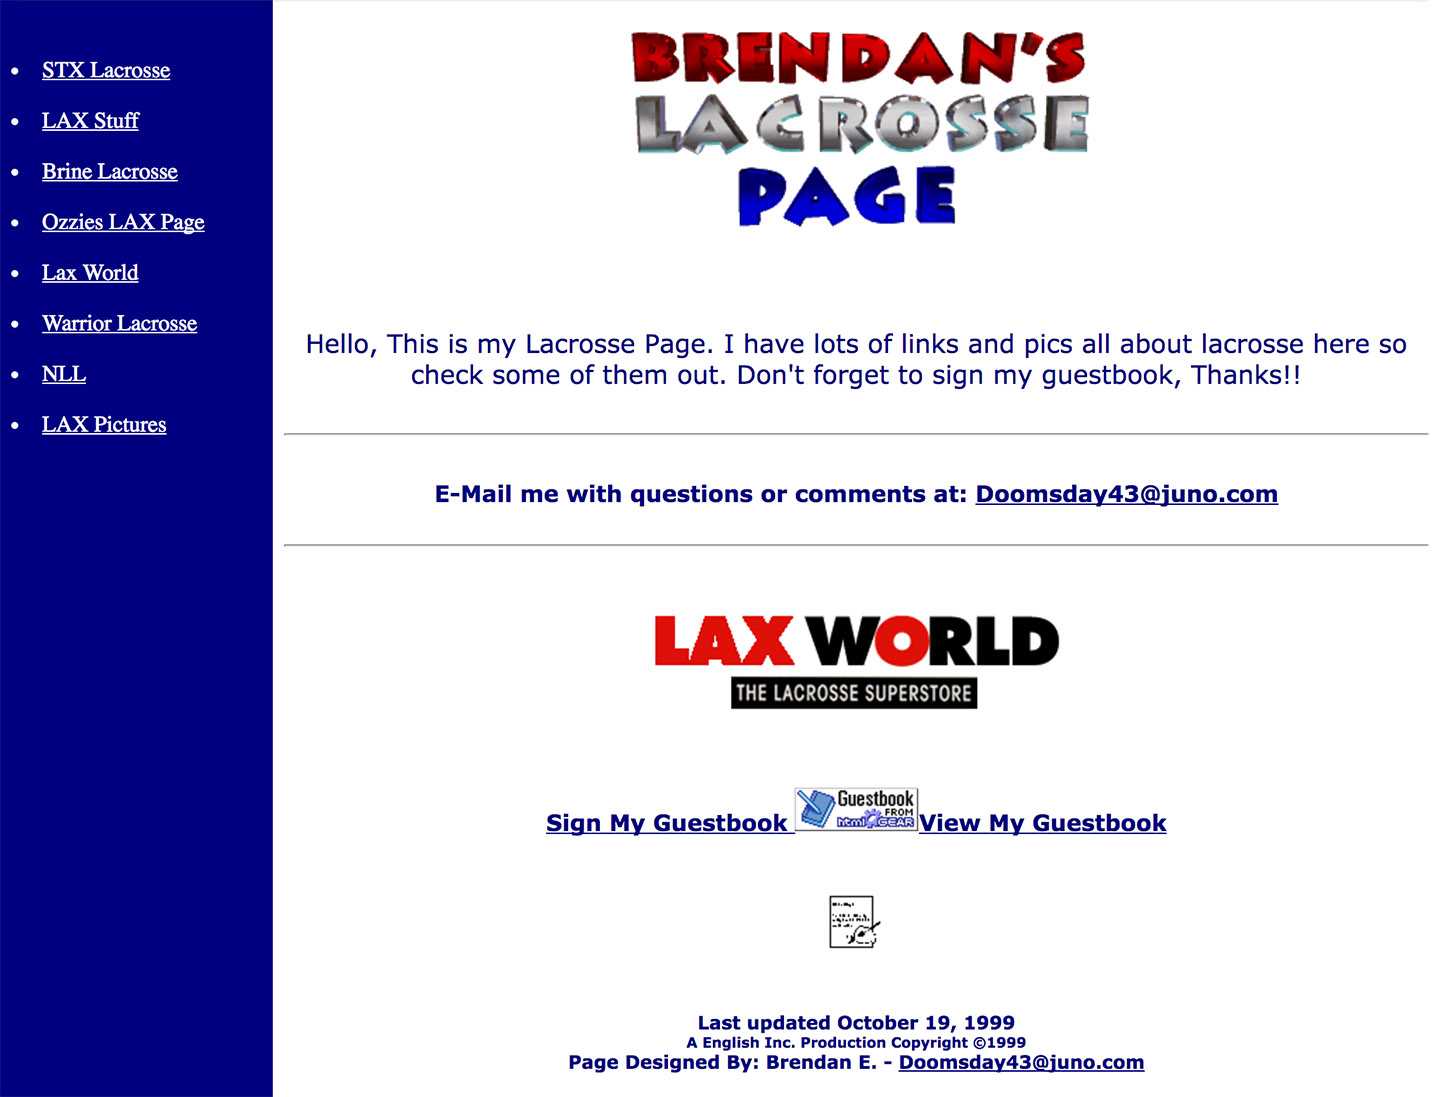 STX Lacrosse
LAX Stuff
Brine Lacrosse
Ozzies LAX Page
Lax World
Warrior Lacrosse
NLL
LAX Pictures
BRENDAN'S
LACROSSE
PAGE
Hello, This is my Lacrosse Page. I have lots of links and pics all about lacrosse here so
check some of them out. Don't forget to sign my guestbook, Thanks!!
E-Mail me with questions or comments at: Doomsday43@juno.com
LAX WORLD
THE LACROSSE SUPERSTORE
Sign My Guestbook Guestbook FROM html GEAR View My Guestbook
Last updated October 19, 1999
A English Inc. Production Copyright ©1999
Page Designed By: Brendan E. - Doomsday43@juno.com